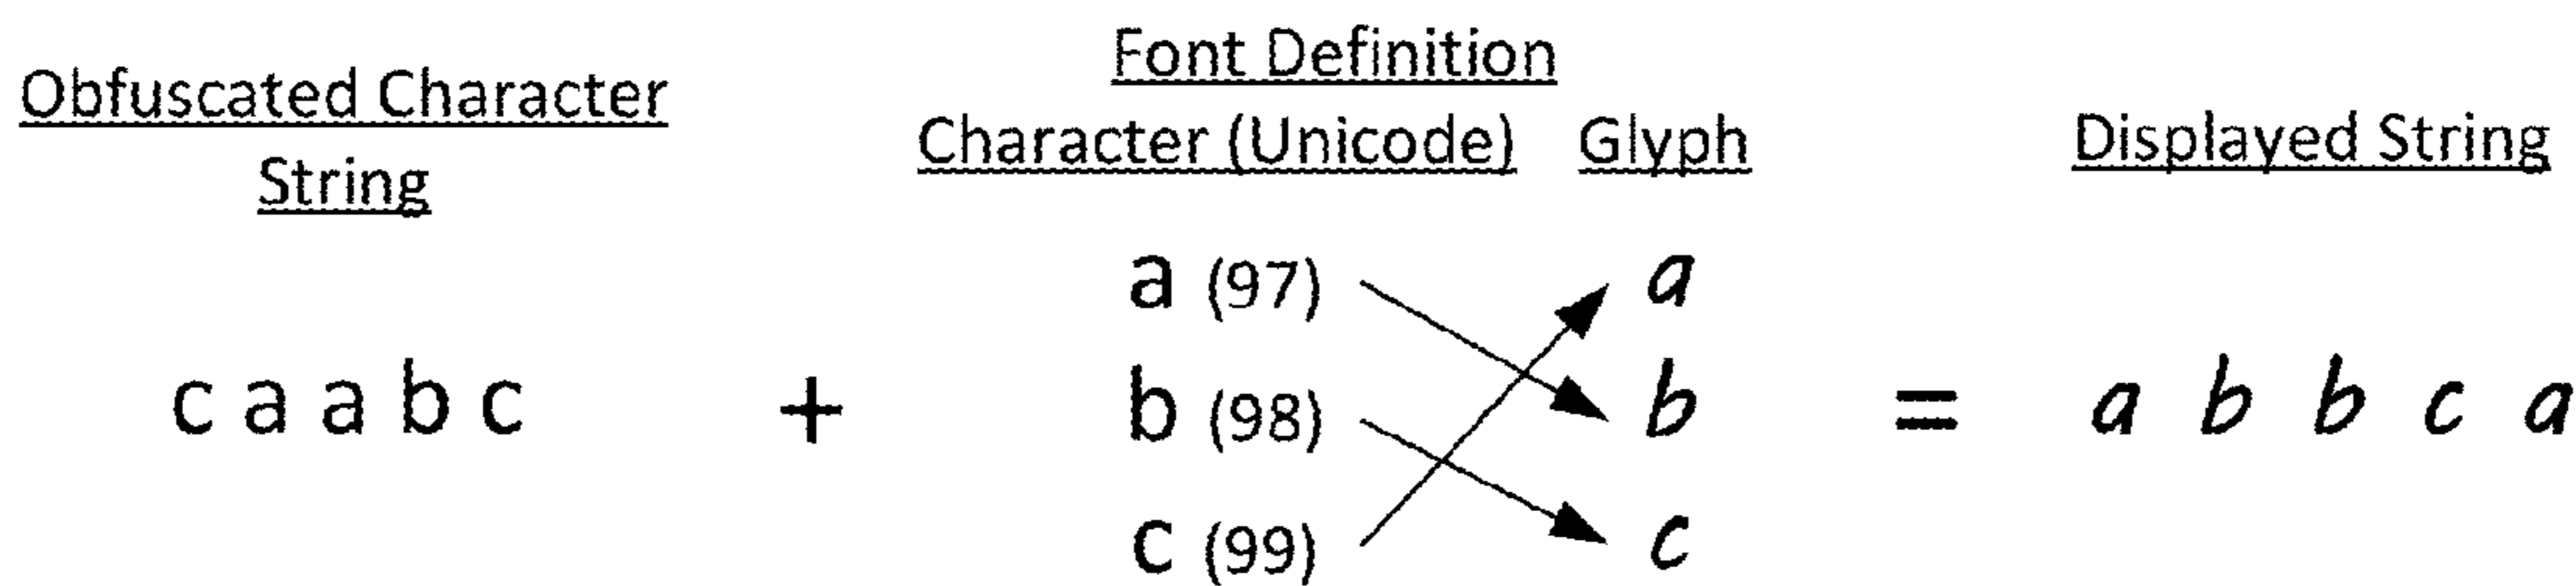 Obfuscated Character
String
Font Definition
Character (Unicode) Glyph
Displayed String
a (97) a
c a a b c + b (98) b = a b b c a
c (99) c